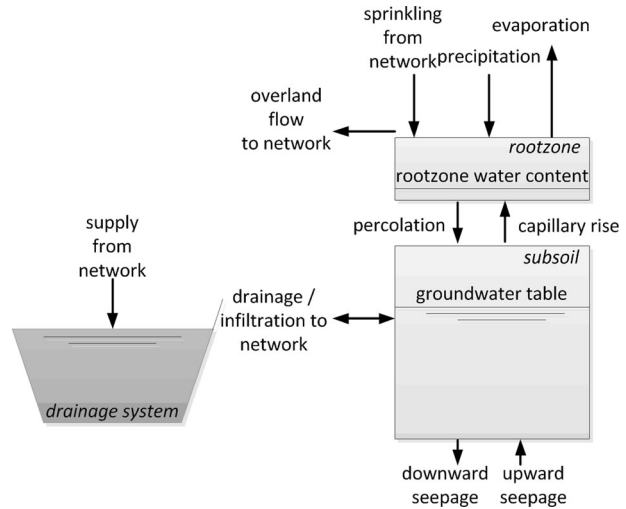 sprinkling
from
network
precipitation
evaporation
overland
flow
to network
rootzone
rootzone water content
percolation
capillary rise
supply
from
network
subsoil
groundwater table
drainage /
infiltration to
network
drainage system
downward
seepage
upward
seepage